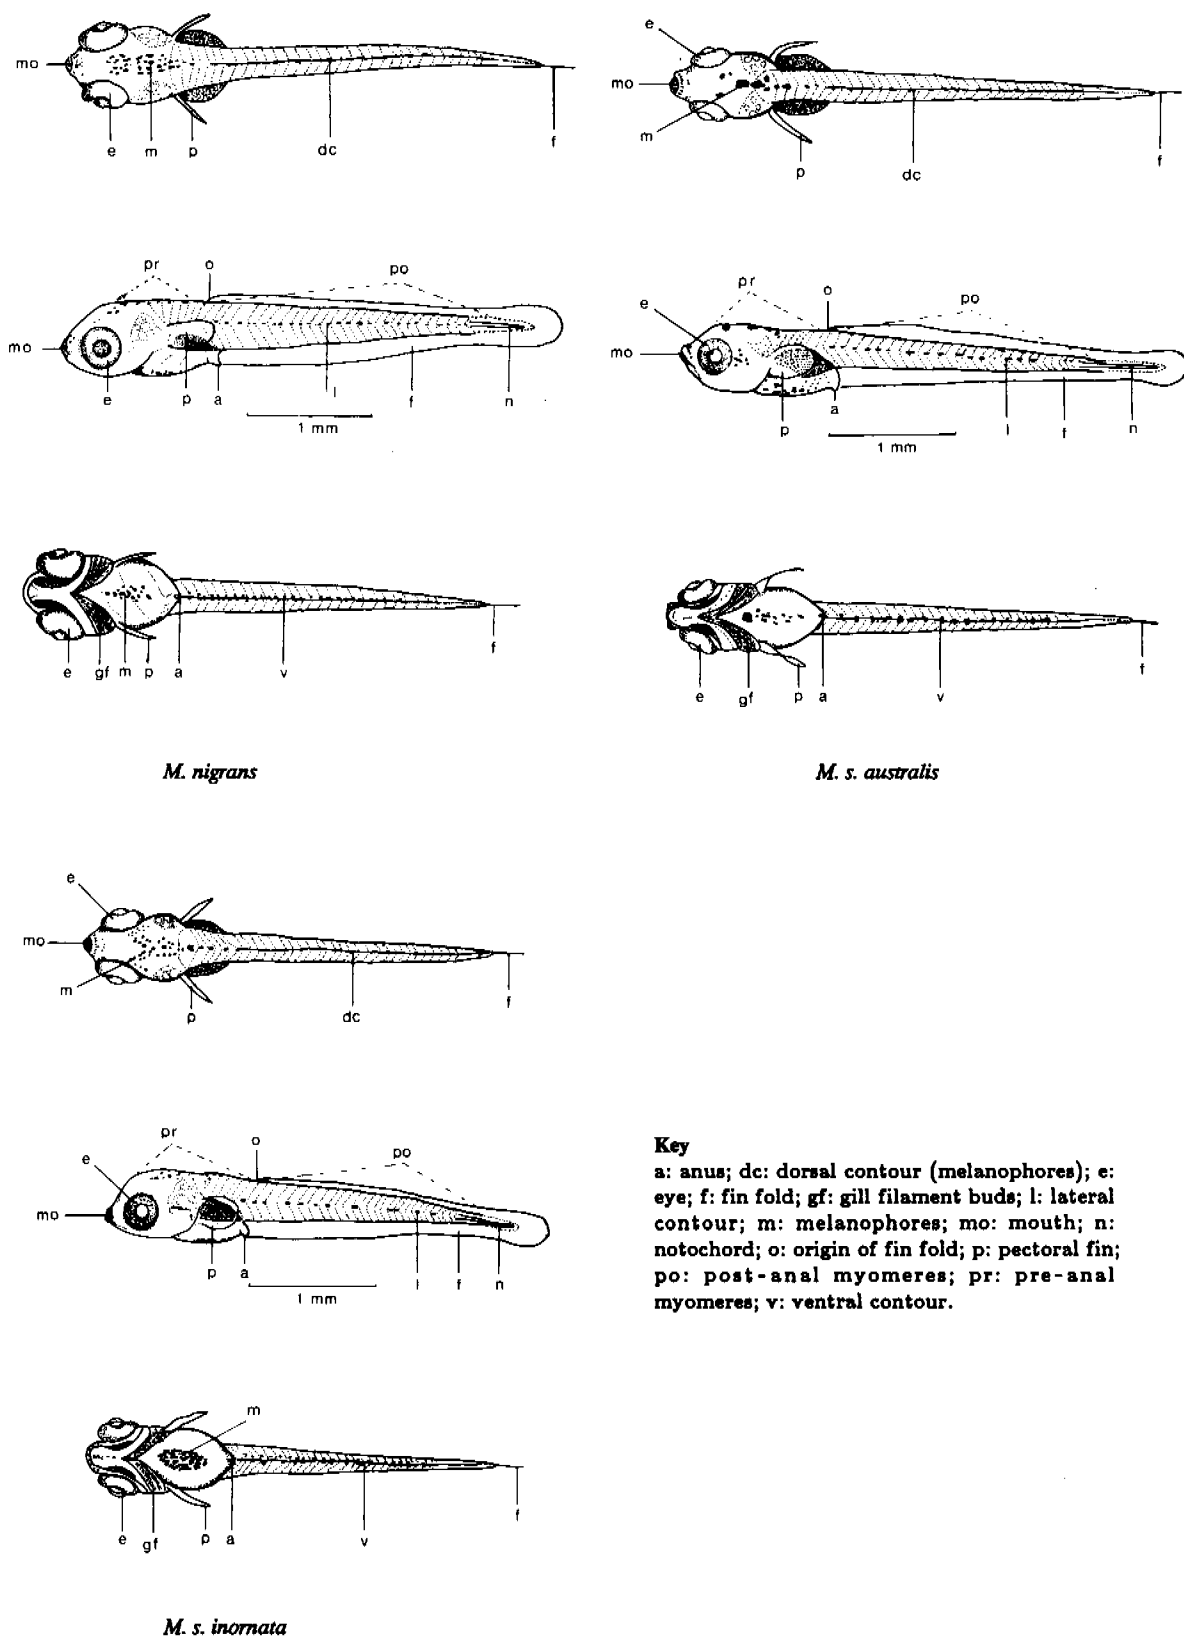 mo
e m p dc f
e
mo
m
p dc f
pr o po
mo
e p a l f n
1 mm
pr o po
e
mo
p a l f n
1 mm
e gf m p a v f
e gf p a v f
M. nigrans
M. s. australis
e
mo
m
p dc f
pr o po
e
mo
p a l f n
1 mm
Key
a: anus; dc: dorsal contour (melanophores); e:
eye; f: fin fold; gf: gill filament buds; l: lateral
contour; m: melanophores; mo: mouth; n:
notochord; o: origin of fin fold; p: pectoral fin;
po: post-anal myomeres; pr: pre-anal
myomeres; v: ventral contour.
m
e gf p a v f
M. s. inornata